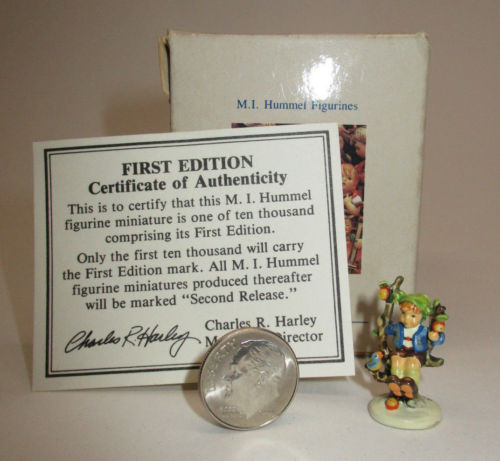 M.I. Hummel Figurines
FIRST EDITION
Certificate of Authenticity
This is to certify that this M. I. Hummel
figurine miniature is one of ten thousand
comprising its First Edition.
Only the first ten thousand will carry
the First Edition mark. All M. I. Hummel
figurine miniatures produced thereafter
will be marked “Second Release.”
Charles R. Harley
Charles R. Harley